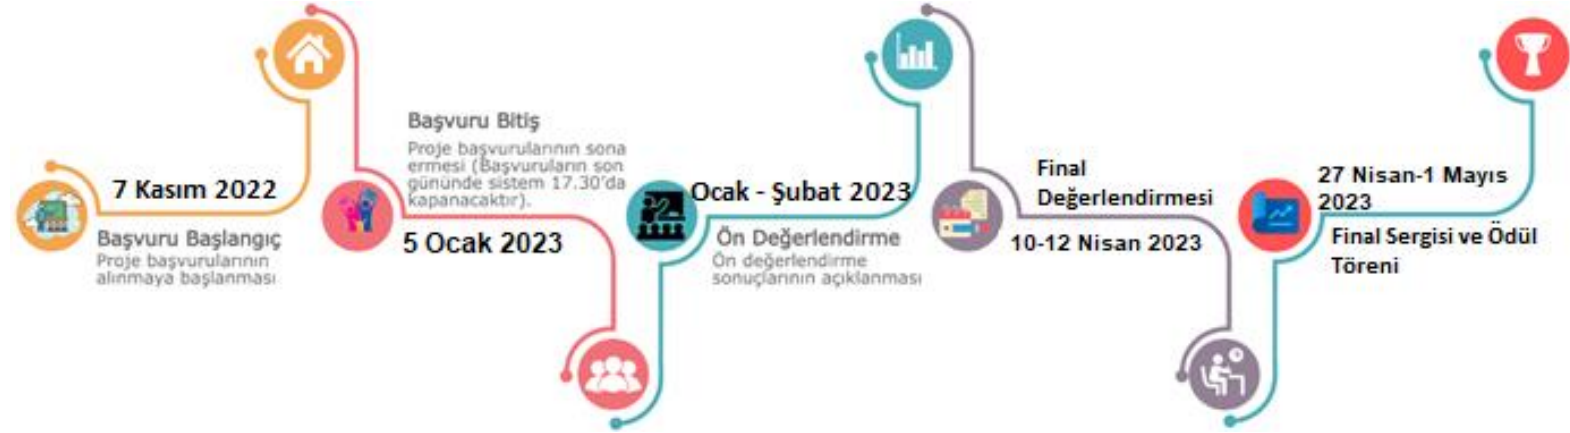 7 Kasım 2022
Başvuru Başlangıç
Proje başvurularının
alınmaya başlanması
Başvuru Bitiş
Proje başvurularının sona
ermesi (Başvuruların son
gününde sistem 17.30'da
kapanacaktır).
5 Ocak 2023
Ocak - Şubat 2023
Ön Değerlendirme
Ön değerlendirme
sonuçlarının açıklanması
Final
Değerlendirmesi
10-12 Nisan 2023
27 Nisan-1 Mayıs
2023
Final Sergisi ve Ödül
Töreni